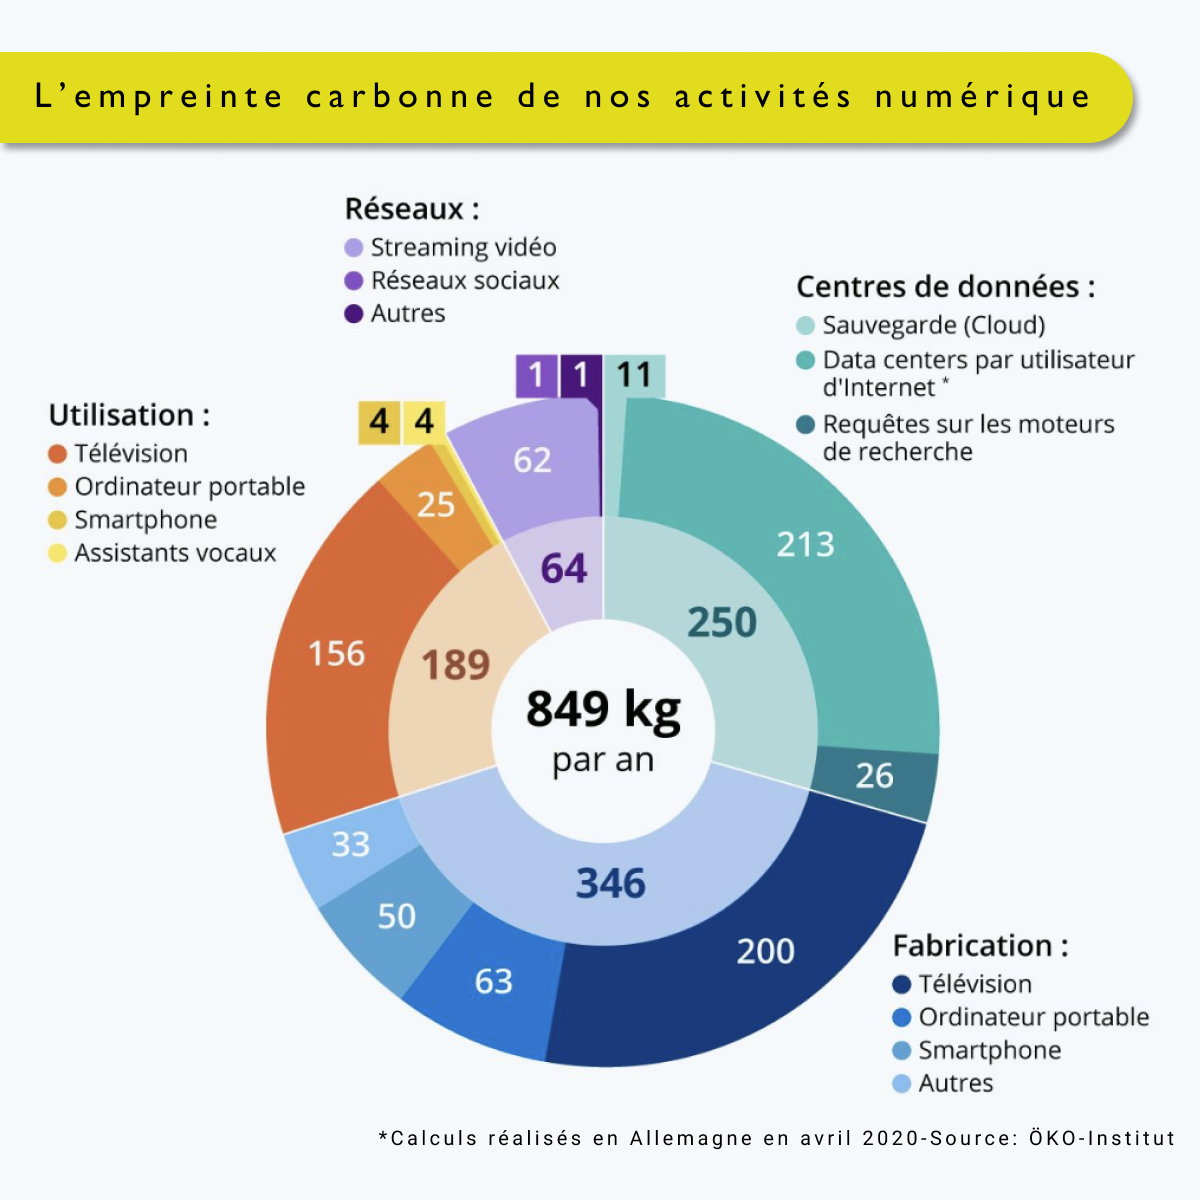 L’empreinte carbonne de nos activités numérique
Réseaux :
Streaming vidéo
Réseaux sociaux
Autres
Centres de données :
Sauvegarde (Cloud)
Data centers par utilisateur
d'Internet *
Requêtes sur les moteurs
de recherche
Utilisation :
Télévision
Ordinateur portable
Smartphone
Assistants vocaux
1 1 11
4 4
62
25
213
64
250
156
189
849 kg
par an
26
33
346
50
200
63
Fabrication :
Télévision
Ordinateur portable
Smartphone
Autres
*Calculs réalisés en Allemagne en avril 2020-Source: ÖKO-Institut